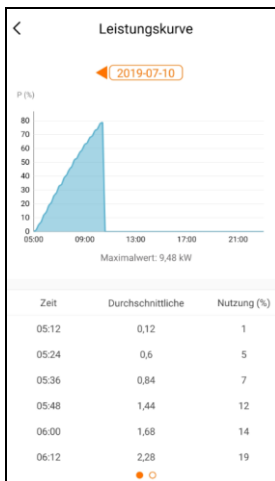 Leistungskurve
2019-07-10
P (%)
80
70
60
50
40
30
20
10
0
05:00 09:00 13:00 17:00 21:00
Maximalwert: 9,48 kW
Zeit Durchschnittliche Nutzung (%)
05:12 0,12 1
05:24 0,6 5
05:36 0,84 7
05:48 1,44 12
06:00 1,68 14
06:12 2,28 19